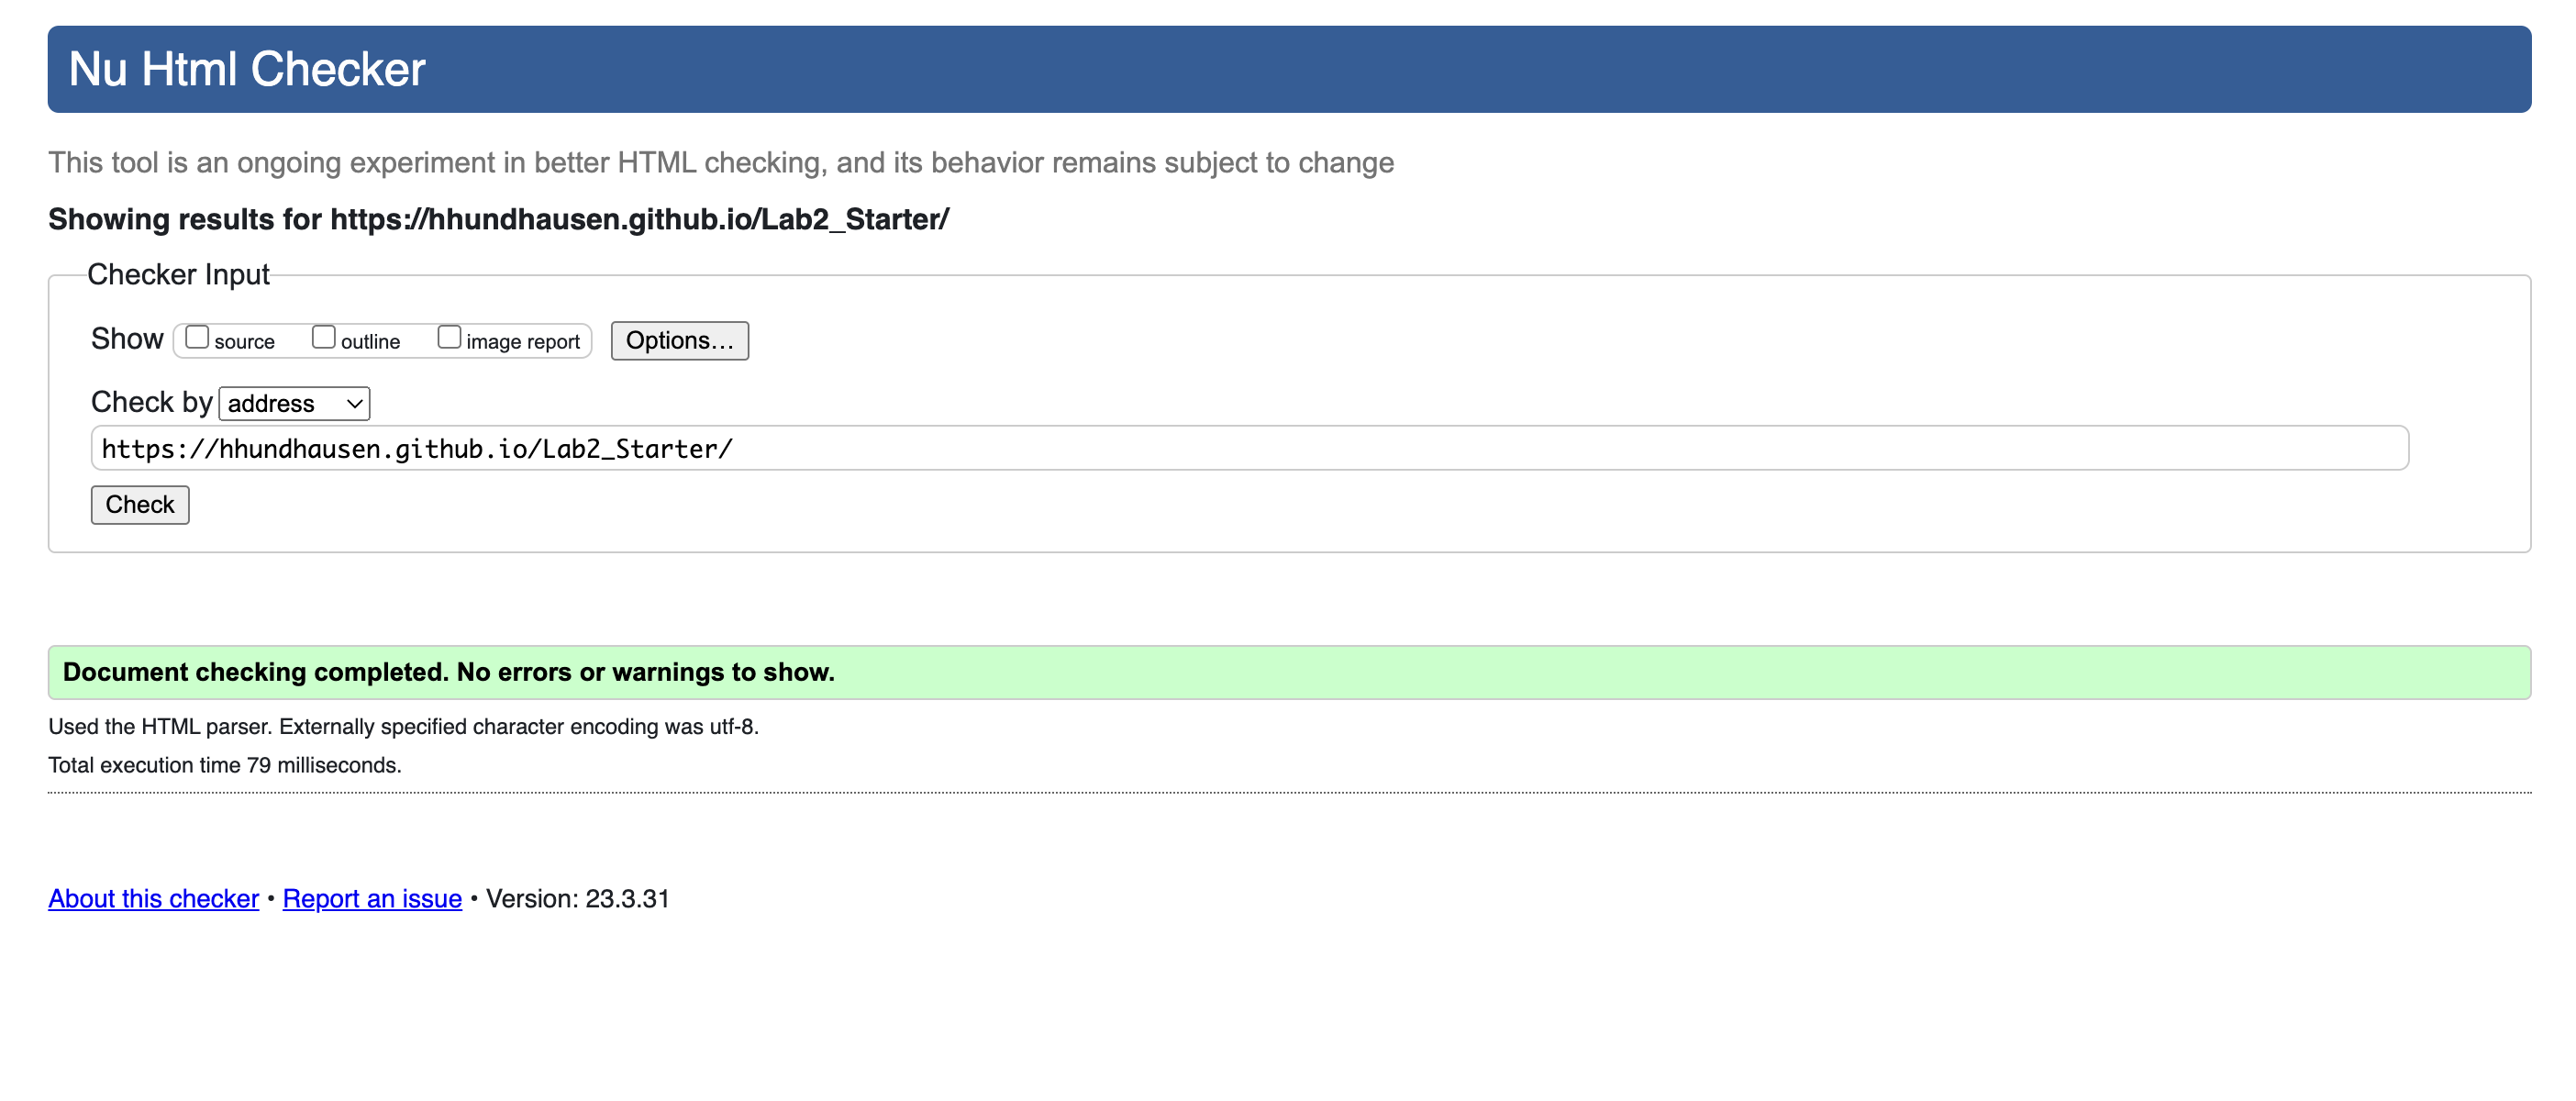 Nu Html Checker
This tool is an ongoing experiment in better HTML checking, and its behavior remains subject to change
Showing results for https://hhundhausen.github.io/Lab2_Starter/
Checker Input
Show source outline image report Options...
Check by address
https://hhundhausen.github.io/Lab2_Starter/
Check
Document checking completed. No errors or warnings to show.
Used the HTML parser. Externally specified character encoding was utf-8.
Total execution time 79 milliseconds.
About this checker • Report an issue • Version: 23.3.31